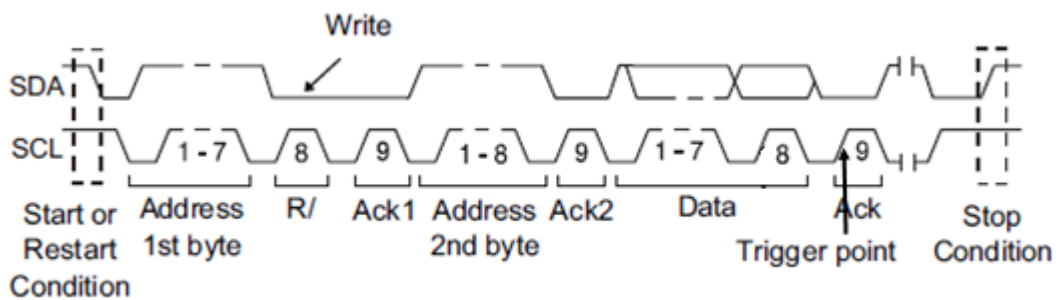 Write
SDA
SCL
1 - 7
8
9
1 - 8
9
1 - 7
8
9
Start or
Restart
Condition
Address
1st byte
R/
Ack1
Address
2nd byte
Ack2
Data
Ack
Trigger point
Stop
Condition